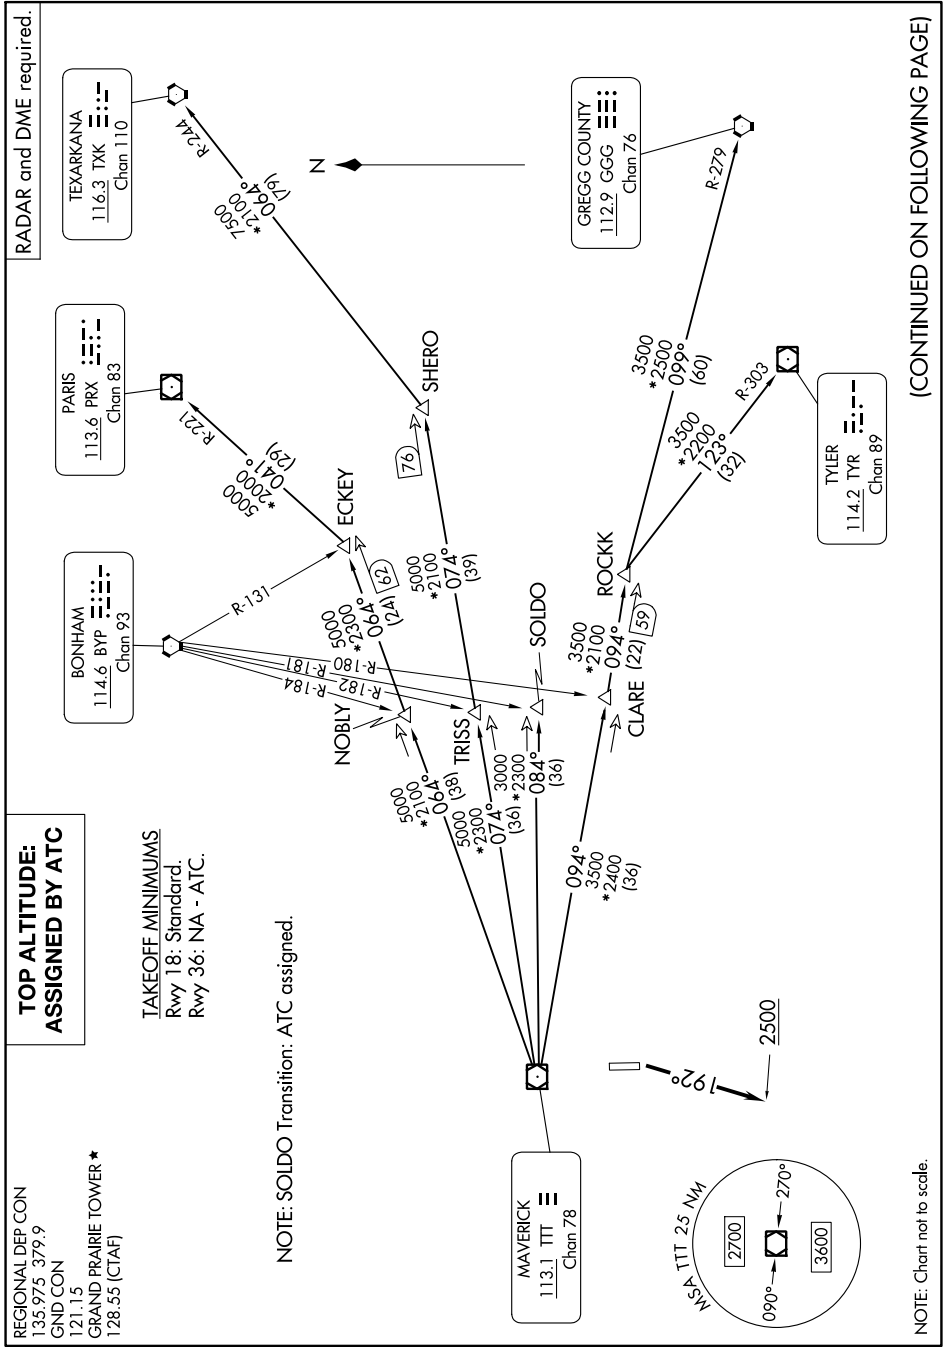 REGIONAL DEP CON
135.975 379.9
GND CON
121.15
GRAND PRAIRIE TOWER ★
128.55 (CTAF)
TOP ALTITUDE:
ASSIGNED BY ATC
RADAR and DME required.
TAKEOFF MINIMUMS
Rwy 18: Standard.
Rwy 36: NA - ATC.
NOTE: SOLDO Transition: ATC assigned.
BONHAM
114.6 BYP
Chan 93
PARIS
113.6 PRX
Chan 83
TEXARKANA
116.3 TXK
Chan 110
R-131
R-184
R-182
R-181
R-180
R-221
5000
*2000
041°
(29)
R-244
7500
*2100
064°
(79)
N
NOBLY
5000
*2300
064°
(24)
62
ECKEY
5000
*2100
064°
(38)
TRISS
5000
*2100
074°
(39)
76
SHERO
5000
*2300
074°
(36)
3000
*2300
084°
(36)
SOLDO
094°
3500
*2400
(36)
CLARE
3500
*2100
094°
(22)
59
ROCKK
3500
*2500
099°
(60)
R-279
3500
*2200
123°
(32)
R-303
GREGG COUNTY
112.9 GGG
Chan 76
TYLER
114.2 TYR
Chan 89
MAVERICK
113.1 TTT
Chan 78
192°
2500
MSA TTT 25 NM
2700
090°
270°
3600
NOTE: Chart not to scale.
(CONTINUED ON FOLLOWING PAGE)